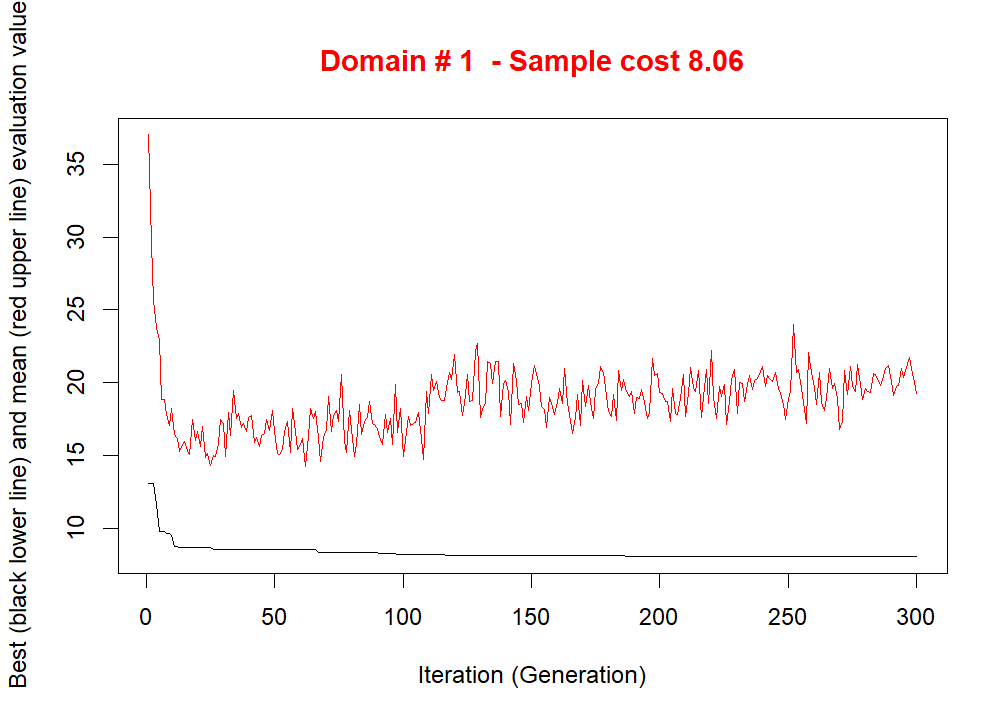 Domain # 1  - Sample cost 8.06
Best (black lower line) and mean (red upper line) evaluation value
35
30
25
20
15
10
0 50 100 150 200 250 300
Iteration (Generation)